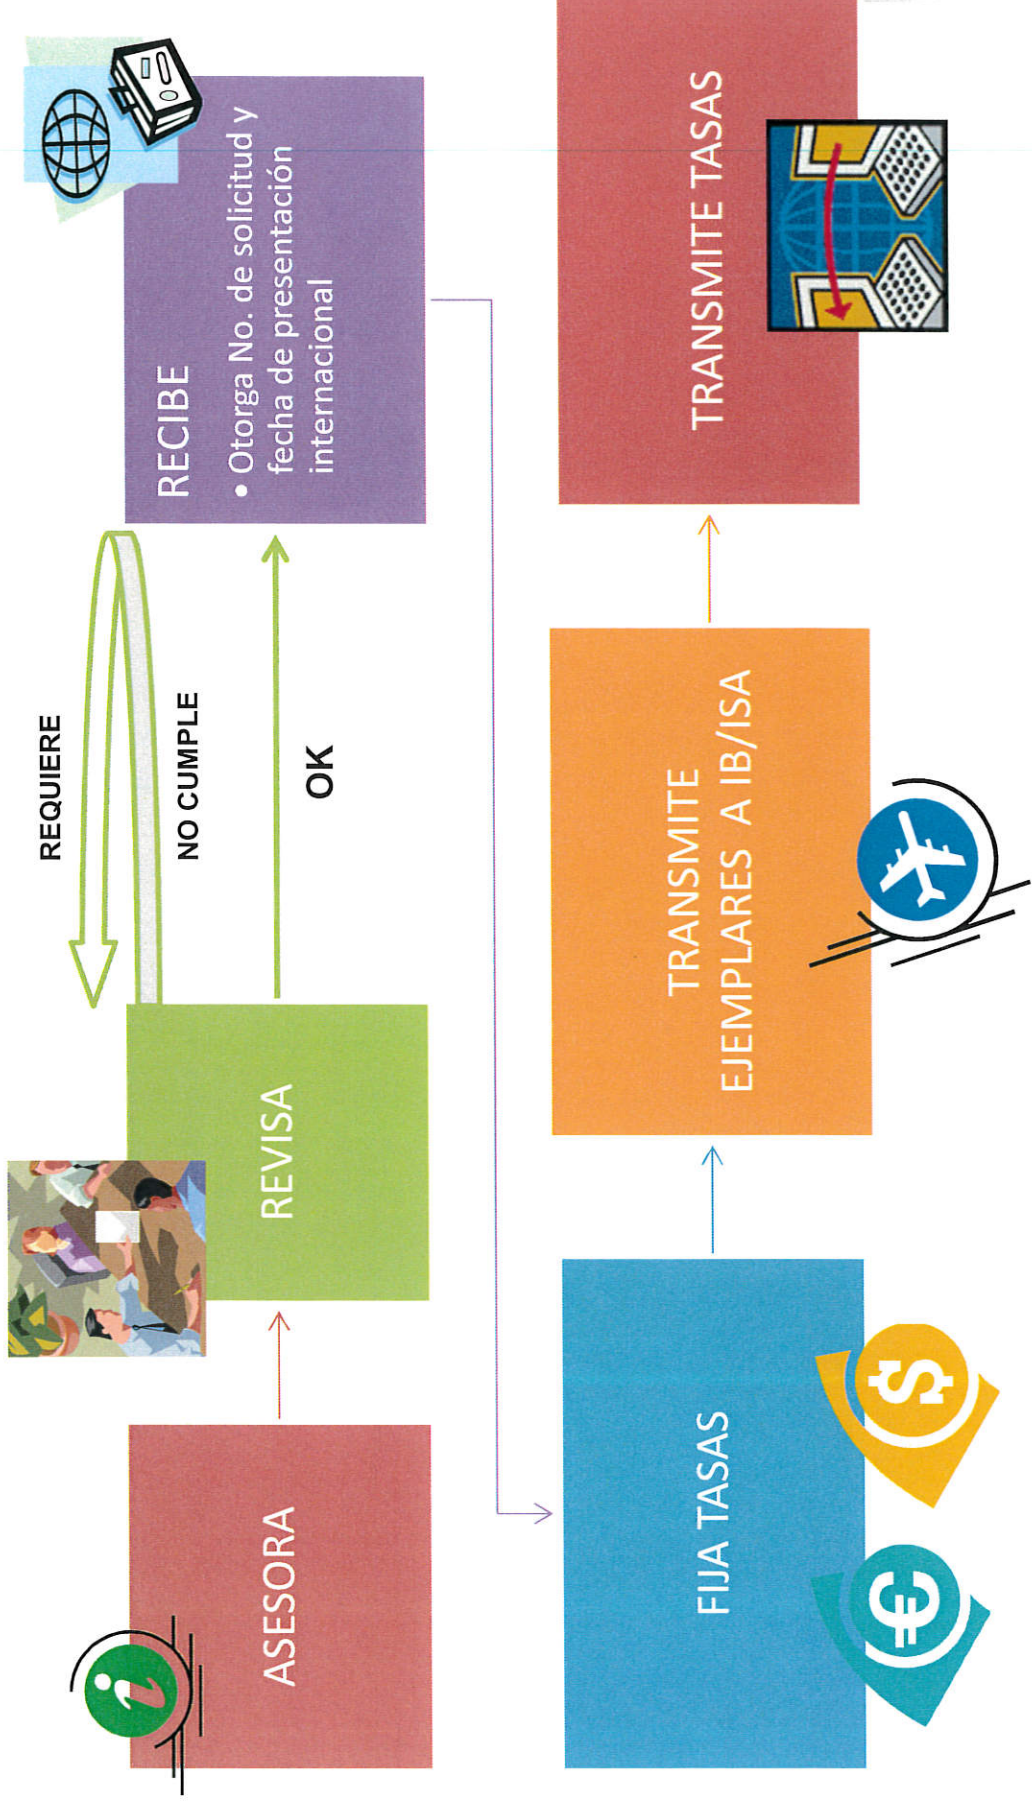 ASESORA
REVISA
REQUIERE
NO CUMPLE
OK
RECIBE
• Otorga No. de solicitud y
fecha de presentación
internacional
FIJA TASAS
TRANSMITE
EJEMPLARES A IB/ISA
TRANSMITE TASAS